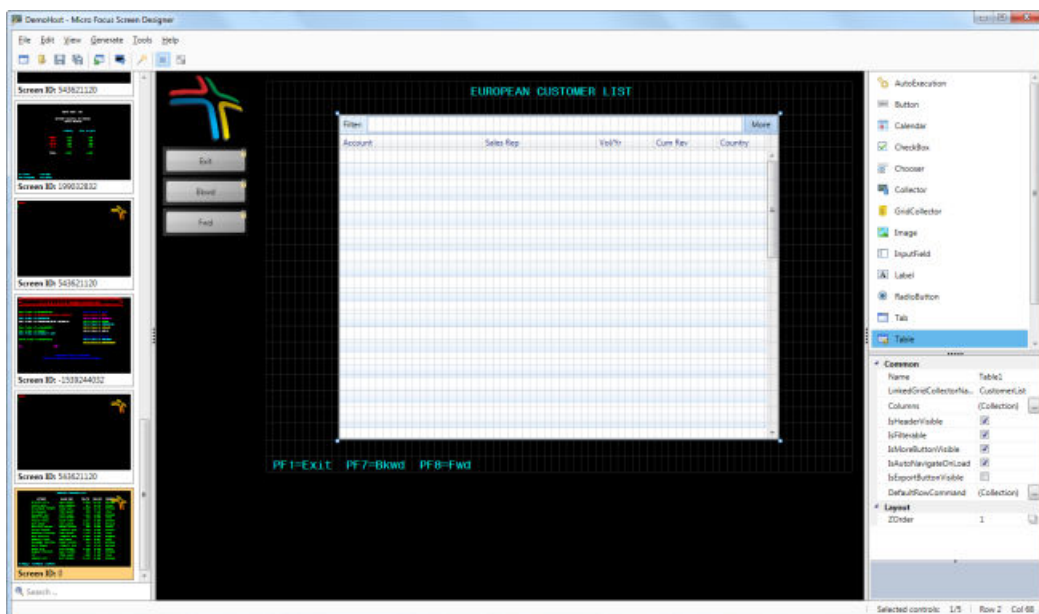 DemoHost - Micro Focus Screen Designer
File Edit View Generate Tools Help
Screen ID: 543621120
Screen ID: 199032832
Screen ID: 543621120
Screen ID: -1539244032
Screen ID: 543621120
Screen ID: 0
Search...
Exit
Bkwd
Fwd
EUROPEAN CUSTOMER LIST
Filter: More
Account Sales Rep Vol/Yr Cum Rev Country
PF1=Exit PF7=Bkwd PF8=Fwd
AutoExecution
Button
Calendar
CheckBox
Chooser
Collector
GridCollector
Image
InputField
Label
RadioButton
Tab
Table
Common
Name Table1
LinkedGridCollectorNa... CustomerList
Columns (Collection) ...
IsHeaderVisible
IsFilterable
IsMoreButtonVisible
IsAutoNavigateOnLoad
IsExportButtonVisible
DefaultRowCommand (Collection) ...
Layout
ZOrder 1
Selected controls: 1/5 Row 2 Col 68